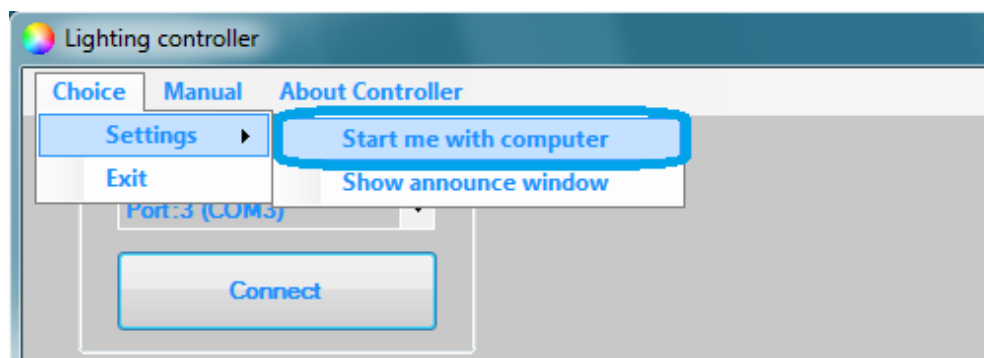 Lighting controller
Choice Manual About Controller
Settings Start me with computer
Exit Show announce window
Port:3 (COM3)
Connect